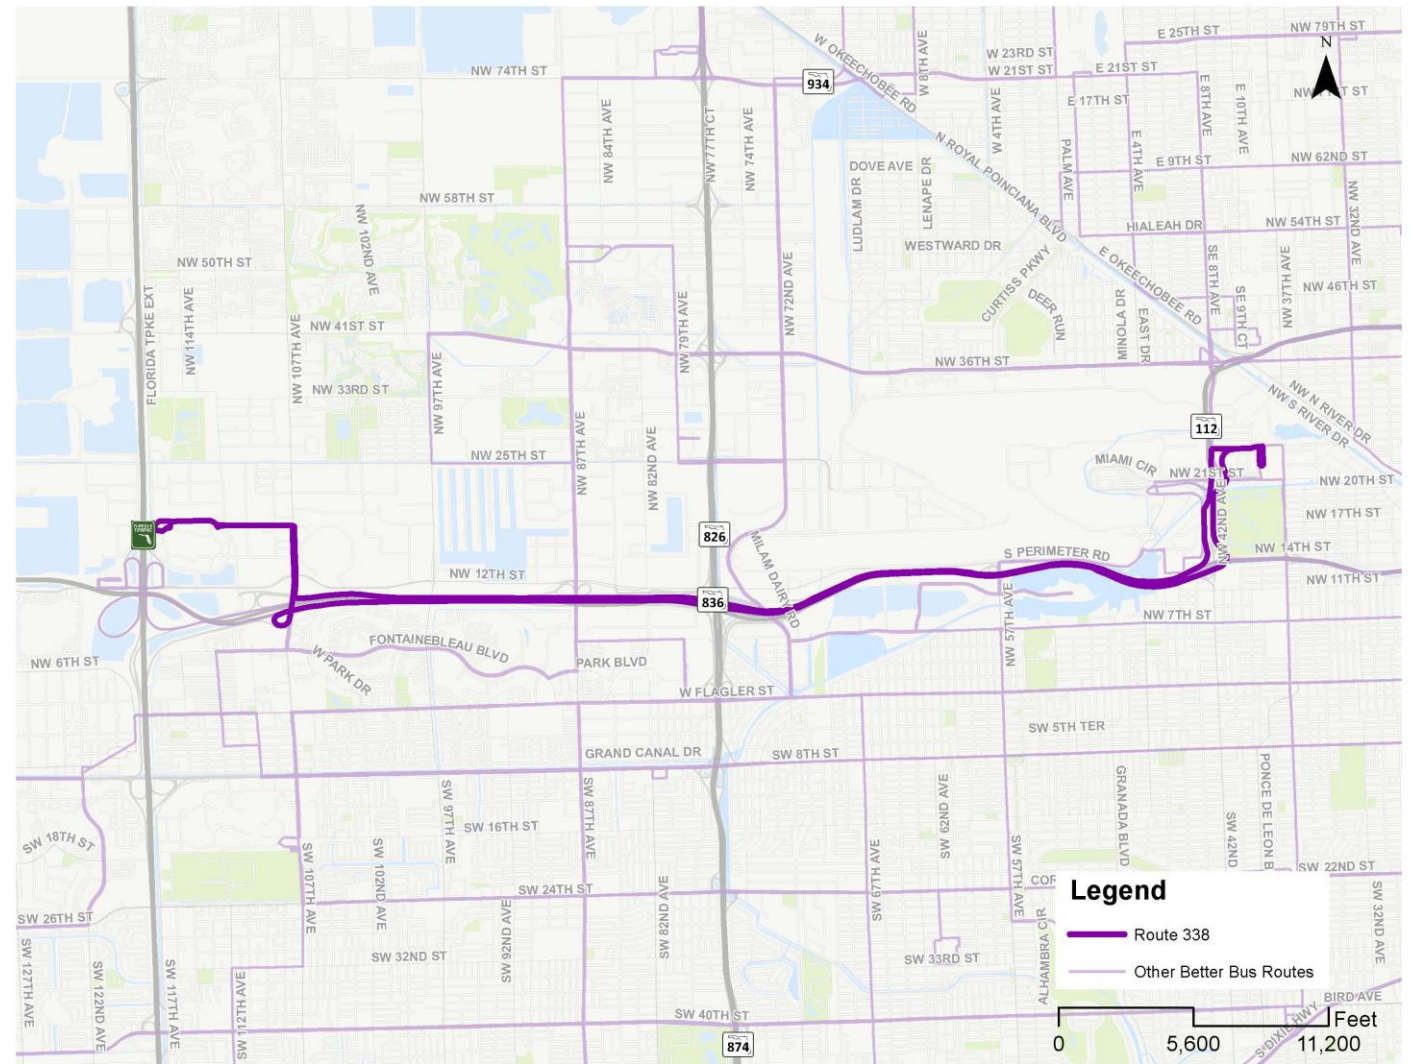 E 25TH ST
NW 79TH ST
W OKEECHOBEE RD
W 8TH AVE
W 23RD ST
N
NW 74TH ST
934
W 21ST ST
E 21ST ST
E 8TH AVE
E 10TH AVE
E 17TH ST
NW 84TH AVE
NW 77TH CT
NW 74TH AVE
W 4TH AVE
PALM AVE
E 4TH AVE
N ROYAL POINCIANA BLVD
DOVE AVE
E 9TH ST
NW 62ND ST
LUDLAM DR
LENAPE DR
NW 32ND AVE
NW 58TH ST
NW 102ND AVE
HIALEAH DR
NW 54TH ST
WESTWARD DR
NW 50TH ST
CURTISS PKWY
E OKEECHOBEE RD
SE 8TH AVE
SE 9TH CT
NW 37TH AVE
NW 46TH ST
FLORIDA TPKE EXT
NW 114TH AVE
NW 107TH AVE
NW 41ST ST
NW 79TH AVE
NW 72ND AVE
DEER RUN
MINOLA DR
EAST DR
NW 36TH ST
NW 97TH AVE
NW 33RD ST
NW 87TH AVE
NW 82ND AVE
NW N RIVER DR
NW S RIVER DR
112
NW 25TH ST
MIAMI CIR
NW 21ST ST
NW 20TH ST
NW 42ND AVE
NW 17TH ST
826
MILAM DAIRY RD
S PERIMETER RD
NW 14TH ST
NW 12TH ST
NW 11TH ST
836
NW 57TH AVE
NW 7TH ST
FONTAINEBLEAU BLVD
NW 6TH ST
W PARK DR
PARK BLVD
W FLAGLER ST
SW 5TH TER
GRAND CANAL DR
SW 8TH ST
SW 97TH AVE
SW 87TH AVE
SW 62ND AVE
GRANADA BLVD
PONCE DE LEON B
SW 18TH ST
SW 16TH ST
SW 42ND
SW 107TH AVE
SW 102ND AVE
SW 67TH AVE
SW 57TH AVE
SW 22ND ST
COR
SW 24TH ST
SW 82ND AVE
SW 92ND AVE
SW 26TH ST
SW 32ND AVE
Legend
Route 338
Other Better Bus Routes
ALHAMBRA CIR
SW 127TH AVE
SW 122ND AVE
SW 117TH AVE
SW 112TH AVE
SW 32ND ST
SW 33RD ST
BIRD AVE
SW 40TH ST
S DIXIE HWY
874
Feet
0 5,600 11,200